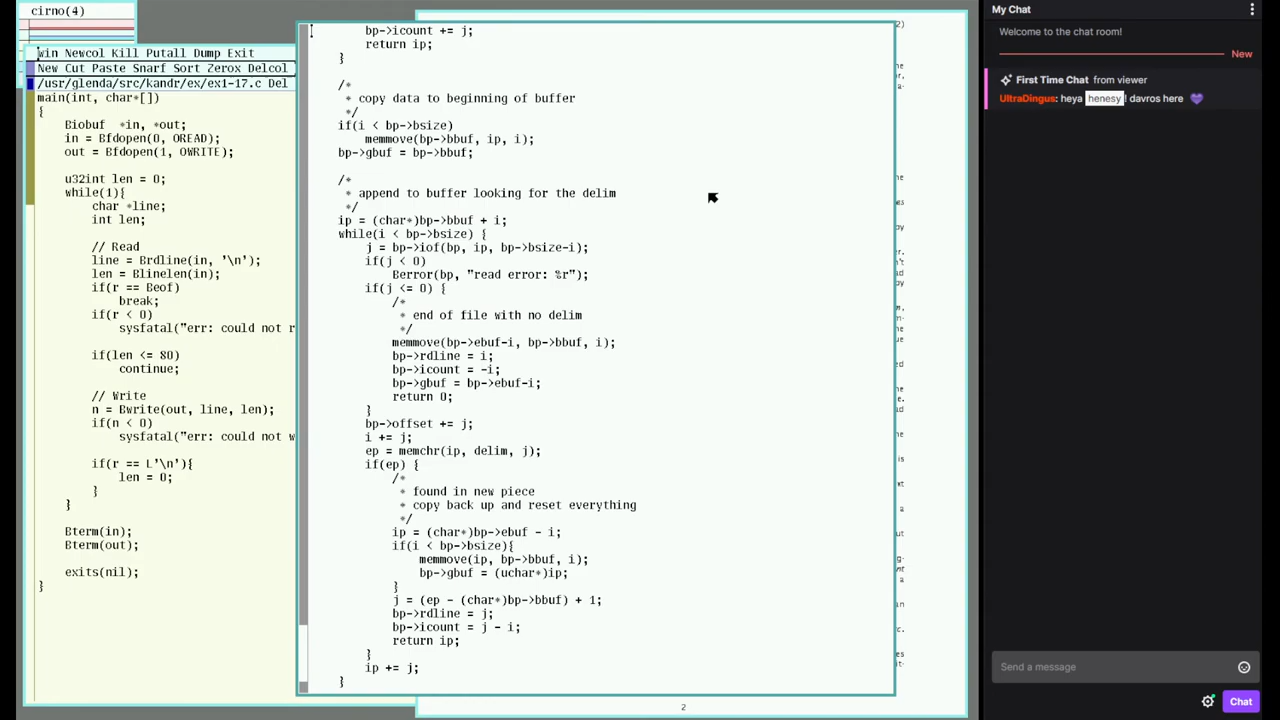 cirno(4)
win Newcol Kill Putall Dump Exit
New Cut Paste Snarf Sort Zerox Delcol
/usr/glenda/src/kandr/ex/ex1-17.c Del
main(int, char*[])
{
Biobuf *in, *out;
in = Bfdopen(0, OREAD);
out = Bfdopen(1, OWRITE);
u32int len = 0;
while(1){
char *line;
int len;
// Read
line = Brdline(in, '\n');
len = Blinelen(in);
if(r == Beof)
break;
if(r < 0)
sysfatal("err: could not r
if(len <= 80)
continue;
// Write
n = Bwrite(out, line, len);
if(n < 0)
sysfatal("err: could not w
if(r == L'\n'){
len = 0;
}
}
Bterm(in);
Bterm(out);
exits(nil);
}
bp->icount += j;
return ip;
}
/*
* copy data to beginning of buffer
*/
if(i < bp->bsize)
memmove(bp->bbuf, ip, i);
bp->gbuf = bp->bbuf;
/*
* append to buffer looking for the delim
*/
ip = (char*)bp->bbuf + i;
while(i < bp->bsize) {
j = bp->iof(bp, ip, bp->bsize-i);
if(j < 0)
Berror(bp, "read error: %r");
if(j <= 0) {
/*
* end of file with no delim
*/
memmove(bp->ebuf-i, bp->bbuf, i);
bp->rdline = i;
bp->icount = -i;
bp->gbuf = bp->ebuf-i;
return 0;
}
bp->offset += j;
i += j;
ep = memchr(ip, delim, j);
if(ep) {
/*
* found in new piece
* copy back up and reset everything
*/
ip = (char*)bp->ebuf - i;
if(i < bp->bsize){
memmove(ip, bp->bbuf, i);
bp->gbuf = (uchar*)ip;
}
j = (ep - (char*)bp->bbuf) + 1;
bp->rdline = j;
bp->icount = j - i;
return ip;
}
ip += j;
}
2)
2
My Chat
Welcome to the chat room!
New
First Time Chat from viewer
UltraDingus: heya henesy! davros here
Send a message
Chat